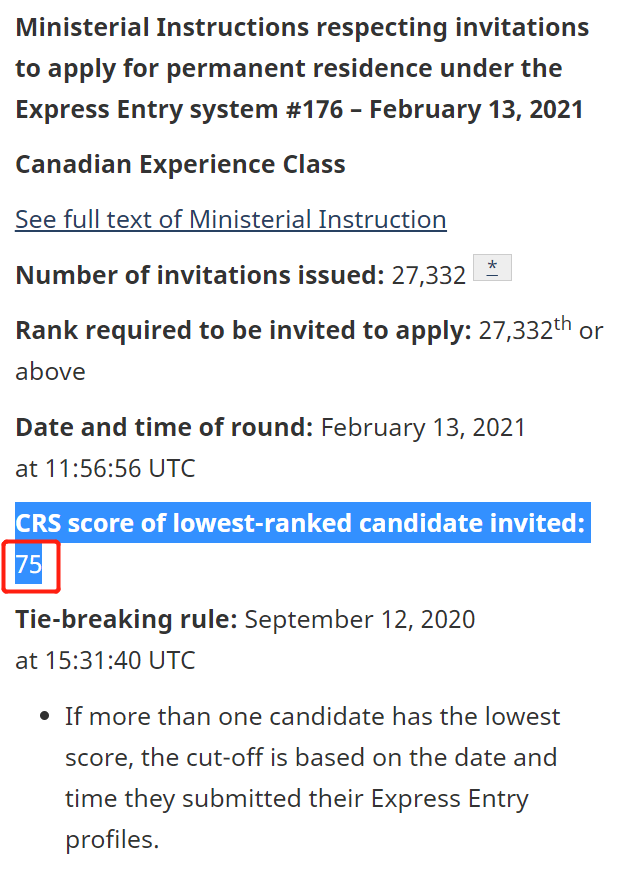 Ministerial Instructions respecting invitations
to apply for permanent residence under the
Express Entry system #176 – February 13, 2021
Canadian Experience Class
See full text of Ministerial Instruction
Number of invitations issued: 27,332 *
Rank required to be invited to apply: 27,332th or
above
Date and time of round: February 13, 2021
at 11:56:56 UTC
CRS score of lowest-ranked candidate invited:
75
Tie-breaking rule: September 12, 2020
at 15:31:40 UTC
• If more than one candidate has the lowest
score, the cut-off is based on the date and
time they submitted their Express Entry
profiles.